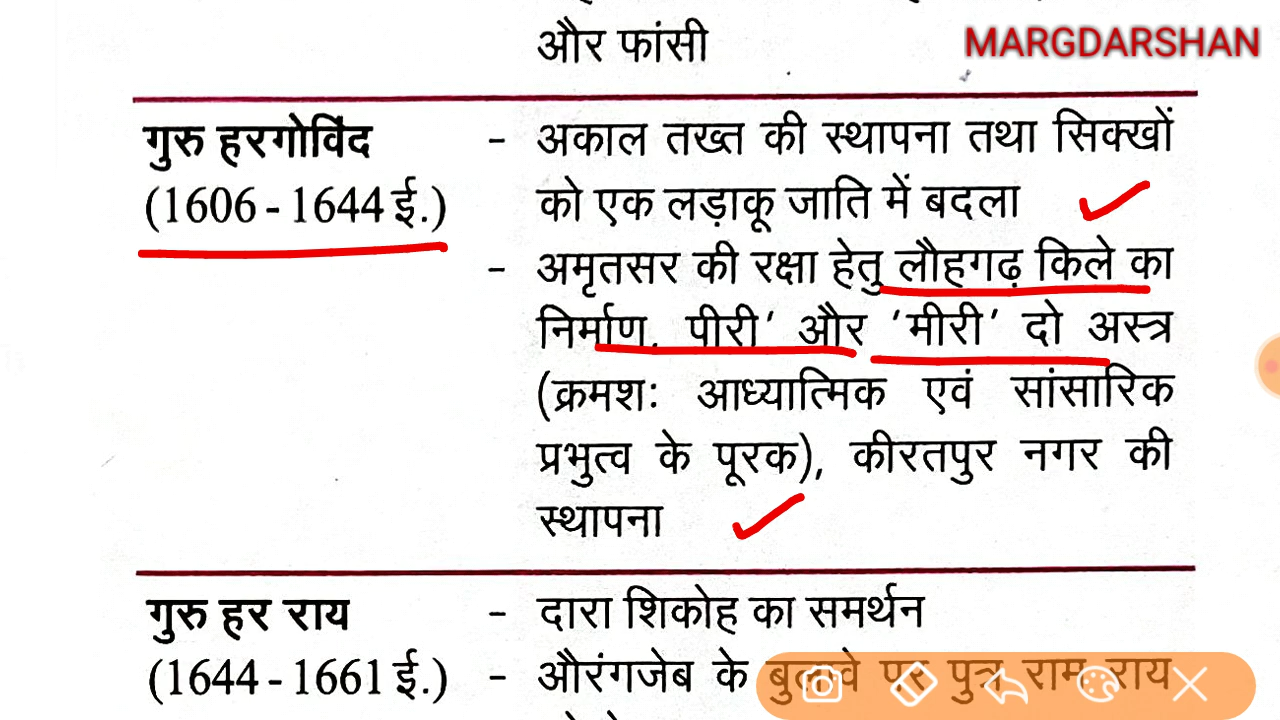 और फांसी
MARGDARSHAN
गुरु हरगोविंद - अकाल तख्त की स्थापना तथा सिक्खों
(1606 - 1644 ई.) को एक लड़ाकू जाति में बदला
- अमृतसर की रक्षा हेतु लौहगढ़ किले का
निर्माण, पीरी' और 'मीरी' दो अस्त्र
(क्रमशः आध्यात्मिक एवं सांसारिक
प्रभुत्व के पूरक), कीरतपुर नगर की
स्थापना
गुरु हर राय - दारा शिकोह का समर्थन
(1644 - 1661 ई.) - औरंगजेब के बुलावे पर पुत्र राम राय